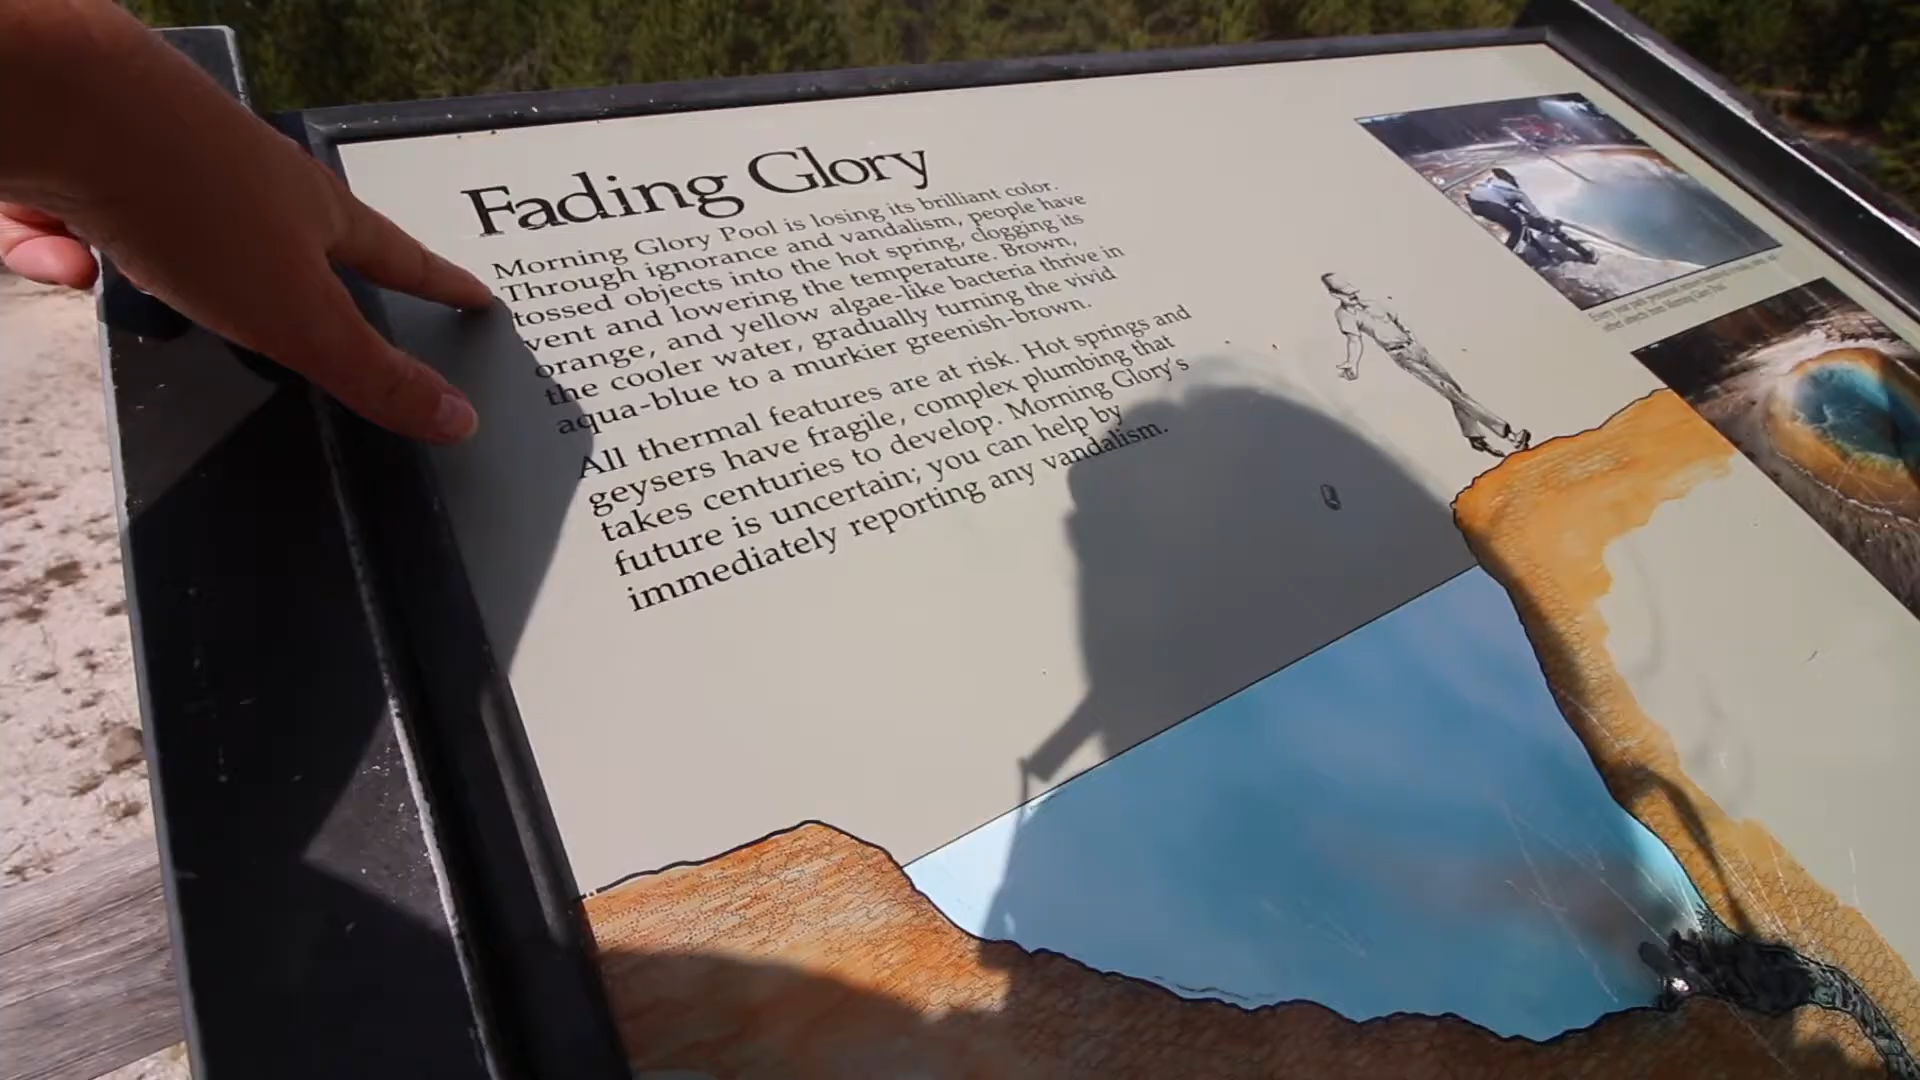 Fading Glory
Morning Glory Pool is losing its brilliant color.
Through ignorance and vandalism, people have
tossed objects into the hot spring, clogging its
vent and lowering the temperature. Brown,
orange, and yellow algae-like bacteria thrive in
the cooler water, gradually turning the vivid
aqua-blue to a murkier greenish-brown.
All thermal features are at risk. Hot springs and
geysers have fragile, complex plumbing that
takes centuries to develop. Morning Glory's
future is uncertain; you can help by
immediately reporting any vandalism.